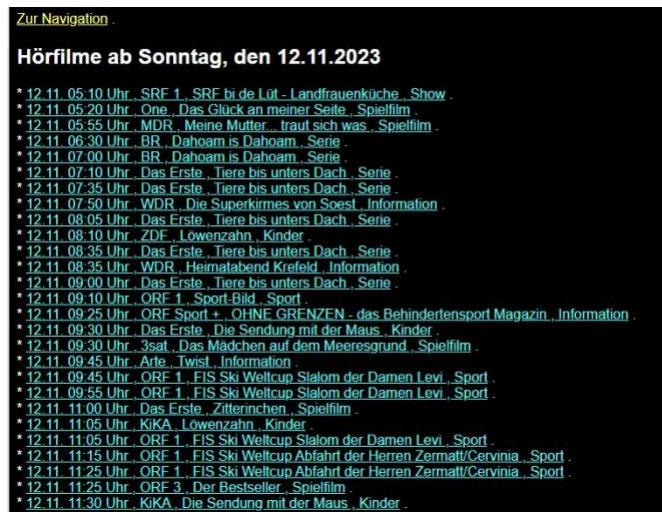 Zur Navigation .
Hörfilme ab Sonntag, den 12.11.2023
* 12.11. 05:10 Uhr , SRF 1 , SRF bi de Lüt - Landfrauenküche , Show .
* 12.11. 05:20 Uhr , One , Das Glück an meiner Seite , Spielfilm .
* 12.11. 05:55 Uhr , MDR , Meine Mutter... traut sich was , Spielfilm .
* 12.11. 06:30 Uhr , BR , Dahoam is Dahoam , Serie .
* 12.11. 07:00 Uhr , BR , Dahoam is Dahoam , Serie .
* 12.11. 07:10 Uhr , Das Erste , Tiere bis unters Dach , Serie .
* 12.11. 07:35 Uhr , Das Erste , Tiere bis unters Dach , Serie .
* 12.11. 07:50 Uhr , WDR , Die Superkirmes von Soest , Information .
* 12.11. 08:05 Uhr , Das Erste , Tiere bis unters Dach , Serie .
* 12.11. 08:10 Uhr , ZDF , Löwenzahn , Kinder .
* 12.11. 08:35 Uhr , Das Erste , Tiere bis unters Dach , Serie .
* 12.11. 08:35 Uhr , WDR , Heimatabend Krefeld , Information .
* 12.11. 09:00 Uhr , Das Erste , Tiere bis unters Dach , Serie .
* 12.11. 09:10 Uhr , ORF 1 , Sport-Bild , Sport .
* 12.11. 09:25 Uhr , ORF Sport + , OHNE GRENZEN - das Behindertensport Magazin , Information .
* 12.11. 09:30 Uhr , Das Erste , Die Sendung mit der Maus , Kinder .
* 12.11. 09:30 Uhr , 3sat , Das Mädchen auf dem Meeresgrund , Spielfilm .
* 12.11. 09:45 Uhr , Arte , Twist , Information .
* 12.11. 09:45 Uhr , ORF 1 , FIS Ski Weltcup Slalom der Damen Levi , Sport .
* 12.11. 09:55 Uhr , ORF 1 , FIS Ski Weltcup Slalom der Damen Levi , Sport .
* 12.11. 11:00 Uhr , Das Erste , Zitterinchen , Spielfilm .
* 12.11. 11:05 Uhr , KiKA , Löwenzahn , Kinder .
* 12.11. 11:05 Uhr , ORF 1 , FIS Ski Weltcup Slalom der Damen Levi , Sport .
* 12.11. 11:15 Uhr , ORF 1 , FIS Ski Weltcup Abfahrt der Herren Zermatt/Cervinia , Sport .
* 12.11. 11:25 Uhr , ORF 1 , FIS Ski Weltcup Abfahrt der Herren Zermatt/Cervinia , Sport .
* 12.11. 11:25 Uhr , ORF 3 , Der Bestseller , Spielfilm .
* 12.11. 11:30 Uhr , KiKA , Die Sendung mit der Maus , Kinder .